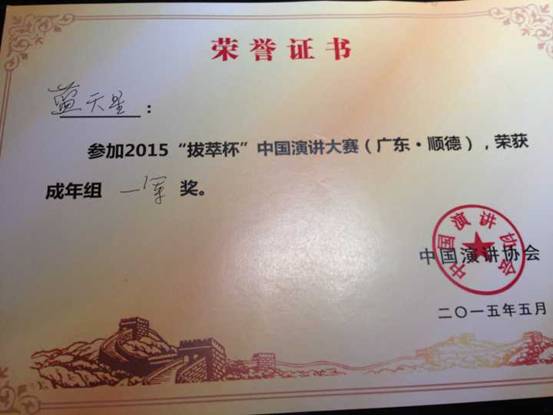 荣誉证书
蓝天星：
参加2015“拔萃杯”中国演讲大赛（广东·顺德），荣获
成年组 一等 奖。
中国演讲协会
中国演讲协会
二〇一五年五月